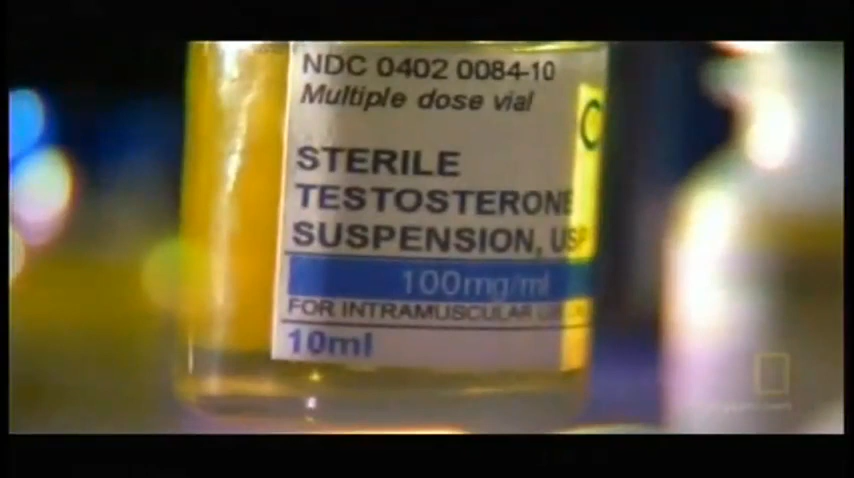 NDC 0402 0084-10
Multiple dose vial
C
STERILE
TESTOSTERONE
SUSPENSION, USP
100mg/ml
FOR INTRAMUSCULAR
10ml